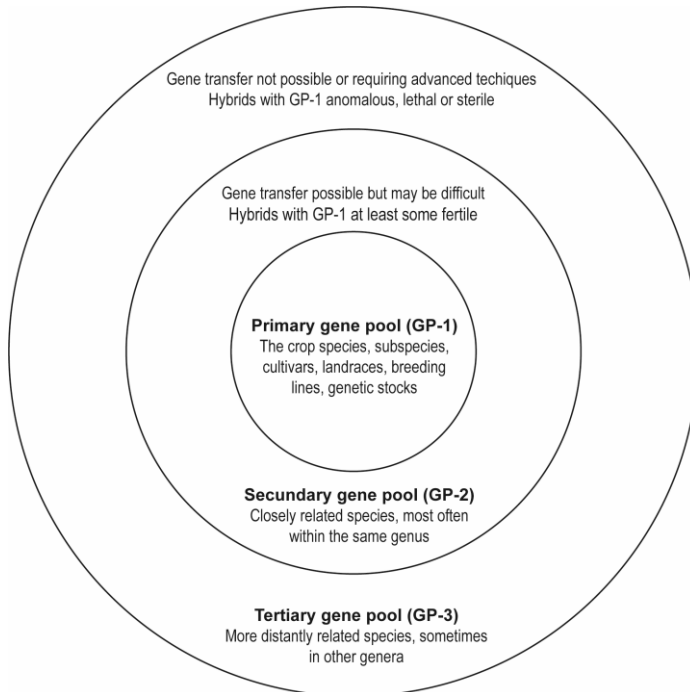 Gene transfer not possible or requiring advanced techiques
Hybrids with GP-1 anomalous, lethal or sterile
Gene transfer possible but may be difficult
Hybrids with GP-1 at least some fertile
Primary gene pool (GP-1)
The crop species, subspecies,
cultivars, landraces, breeding
lines, genetic stocks
Secundary gene pool (GP-2)
Closely related species, most often
within the same genus
Tertiary gene pool (GP-3)
More distantly related species, sometimes
in other genera